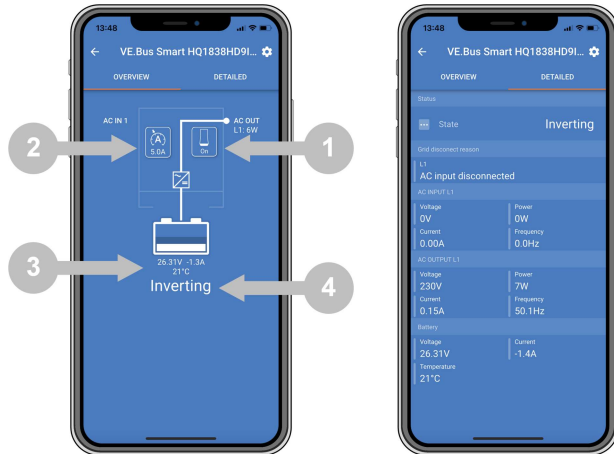 13:48
VE.Bus Smart HQ1838HD9I...
OVERVIEW
DETAILED
AC IN 1
AC OUT
L1: 6W
A
5.0A
On
2
1
26.31V -1.3A
21°C
Inverting
3
4
13:48
VE.Bus Smart HQ1838HD9I...
OVERVIEW
DETAILED
Status
State
Inverting
Grid disconect reason
L1
AC input disconnected
AC INPUT L1
Voltage
Power
0V
0W
Current
Frequency
0.00A
0.0Hz
AC OUTPUT L1
Voltage
Power
230V
7W
Current
Frequency
0.15A
50.1Hz
Battery
Voltage
Current
26.31V
-1.4A
Temperature
21°C